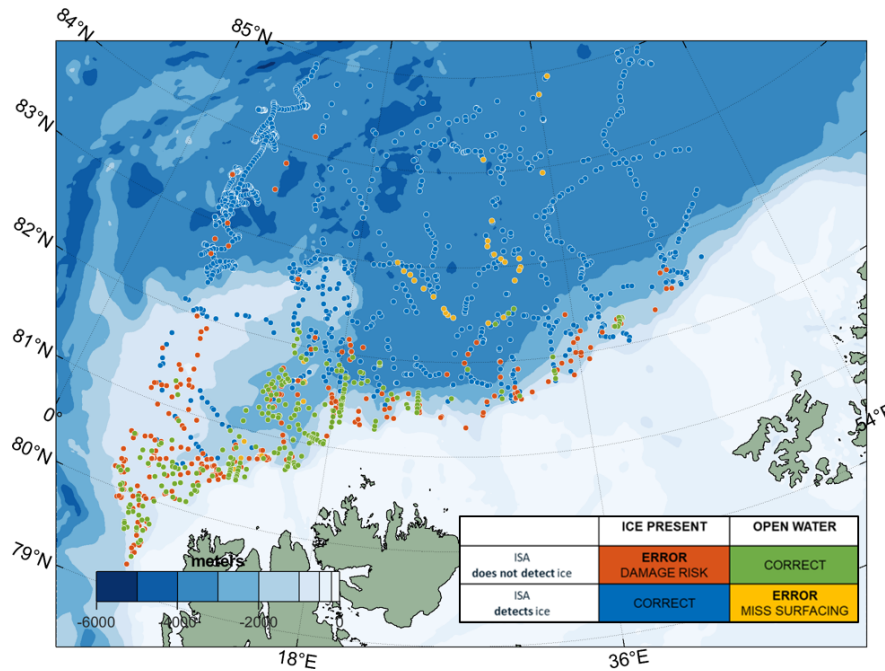 84°N
85°N
83°N
82°N
81°N
0°
80°N
54°E
79°N
meters
-6000 -4000 -2000 0
18°E
36°E
ICE PRESENT OPEN WATER
ISA
does not detect ice
ERROR
DAMAGE RISK
CORRECT
ISA
detects ice
CORRECT
ERROR
MISS SURFACING